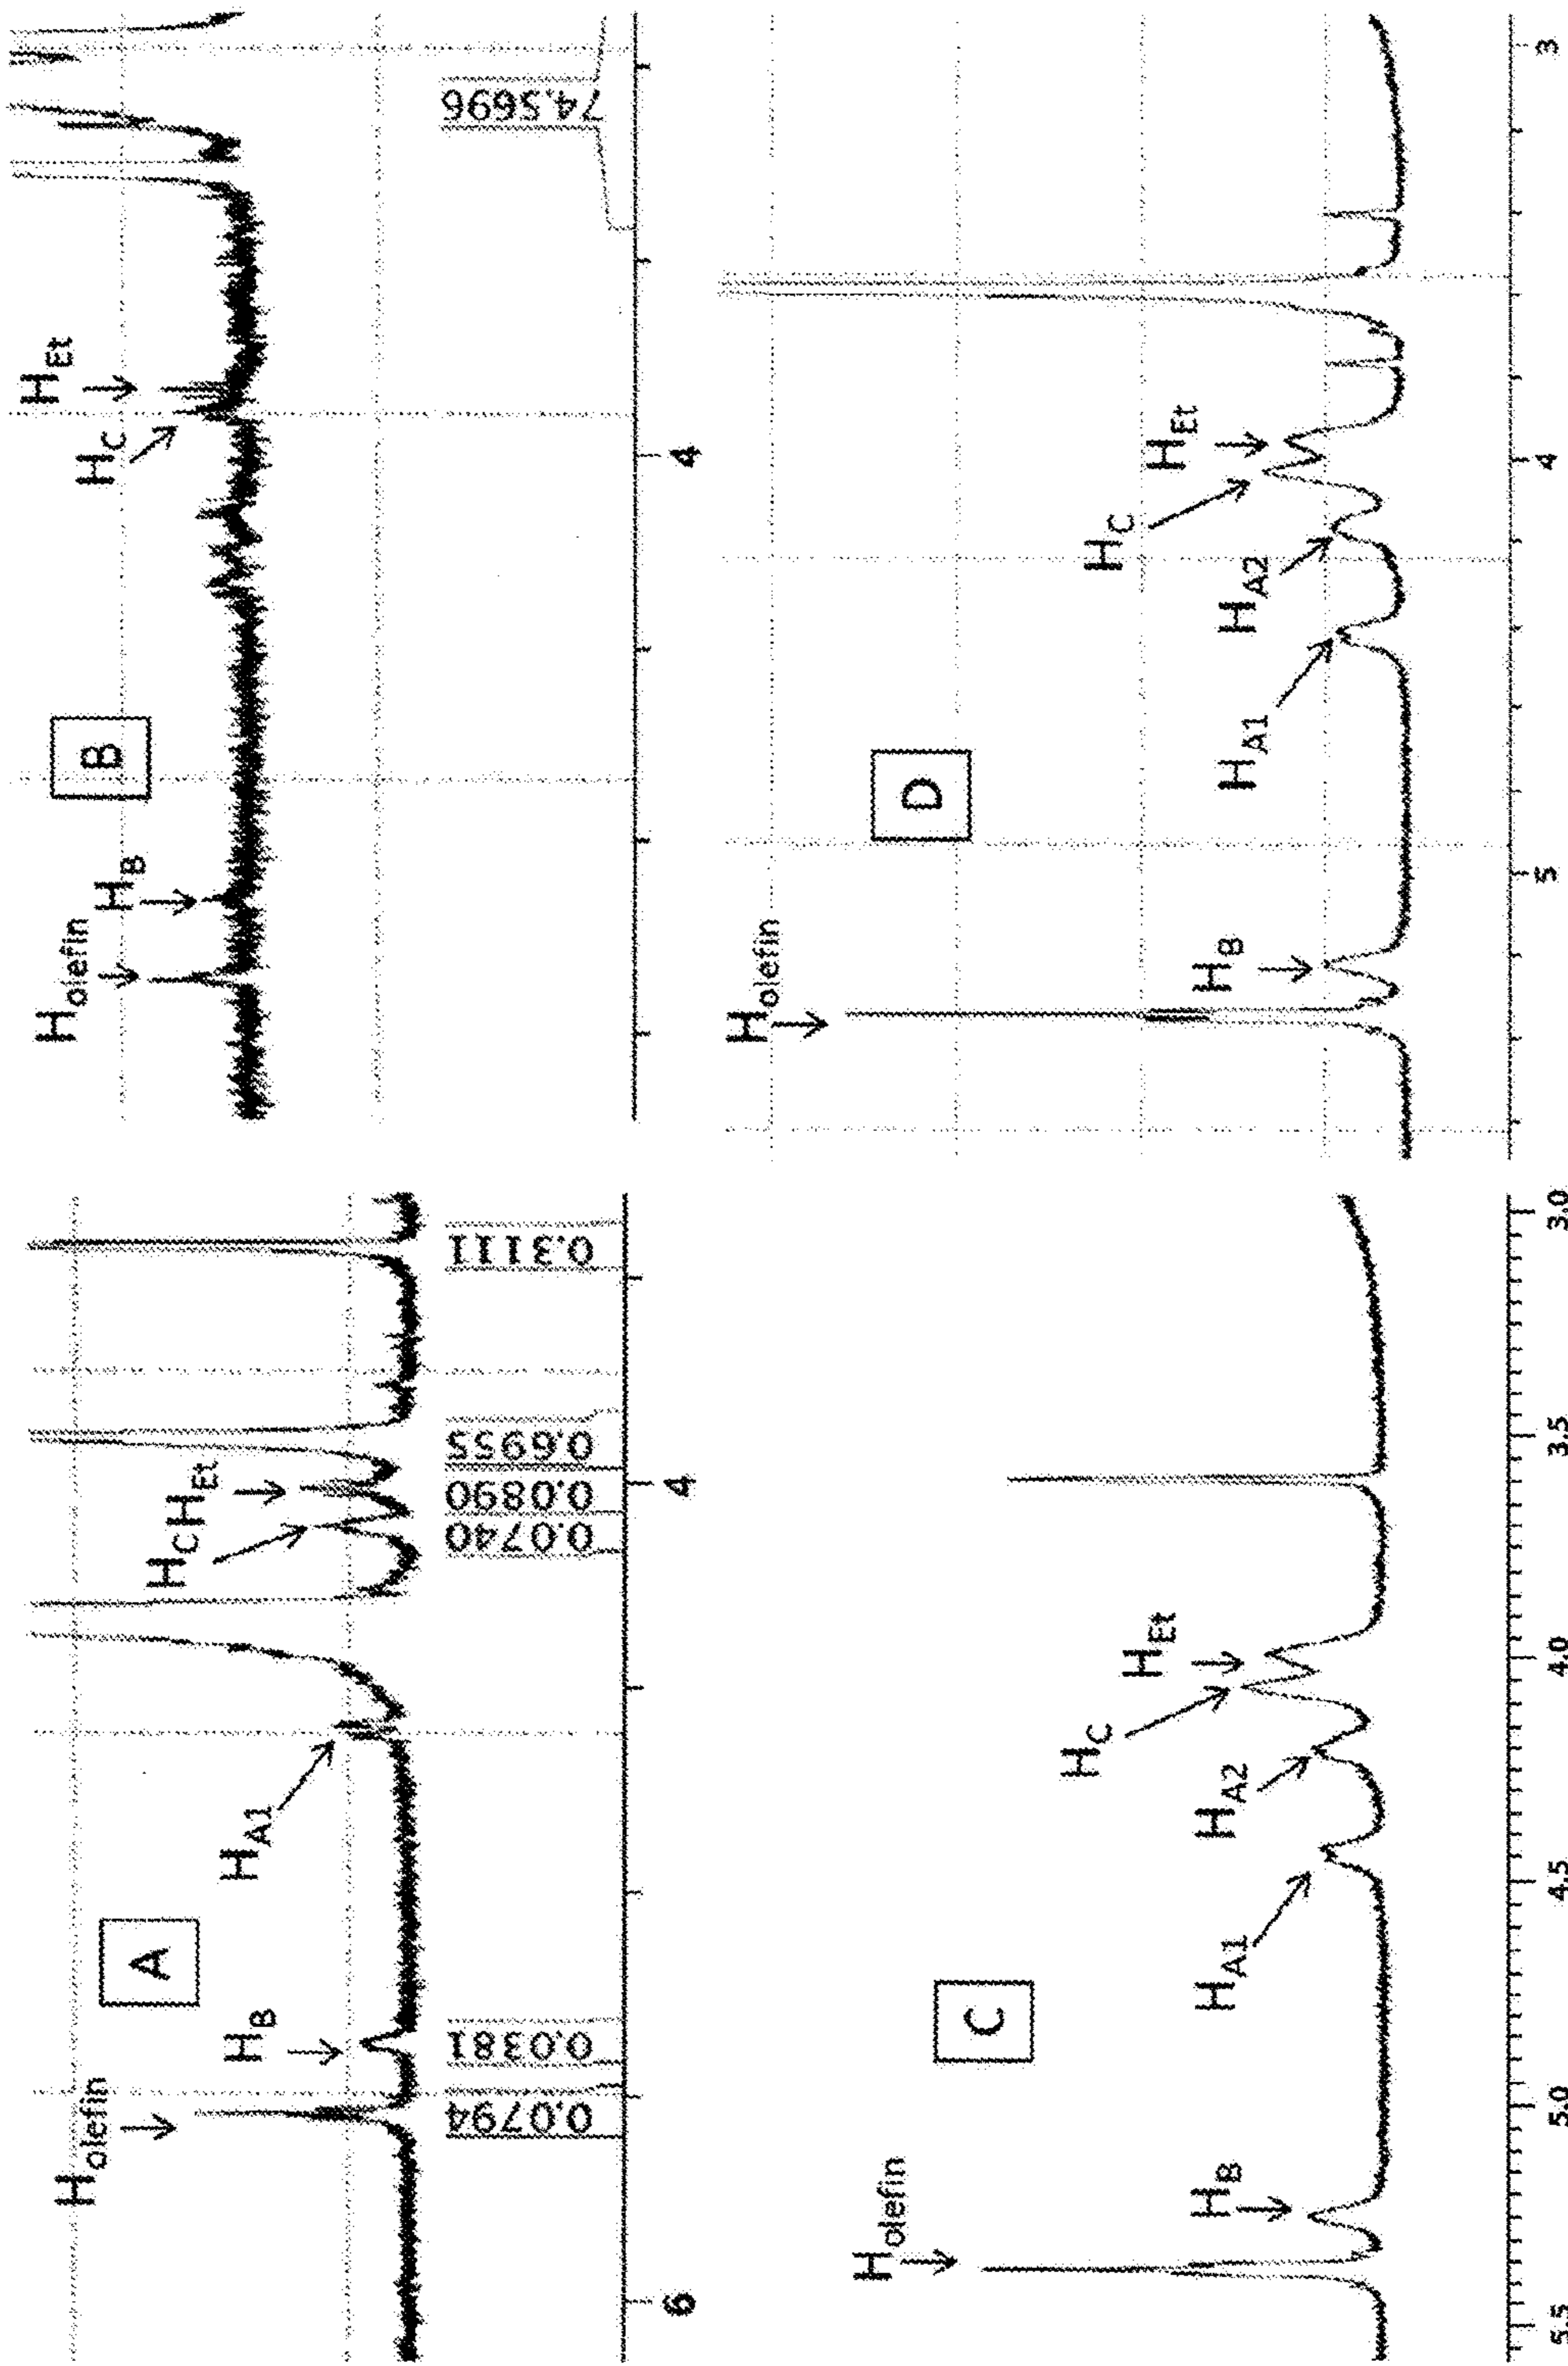 A
H_olefin
H_B
H_A1
H_C H_Et
0.0794 0.0381 0.0740 0.0890 0.6955 0.3111
6 4
B
H_olefin
H_B
H_C
H_Et
74.5696
4
C
H_olefin
H_B
H_A1
H_A2
H_C
H_Et
5.5 5.0 4.5 4.0 3.5 3.0
D
H_olefin
H_B
H_A1
H_A2
H_C
H_Et
5 4 3